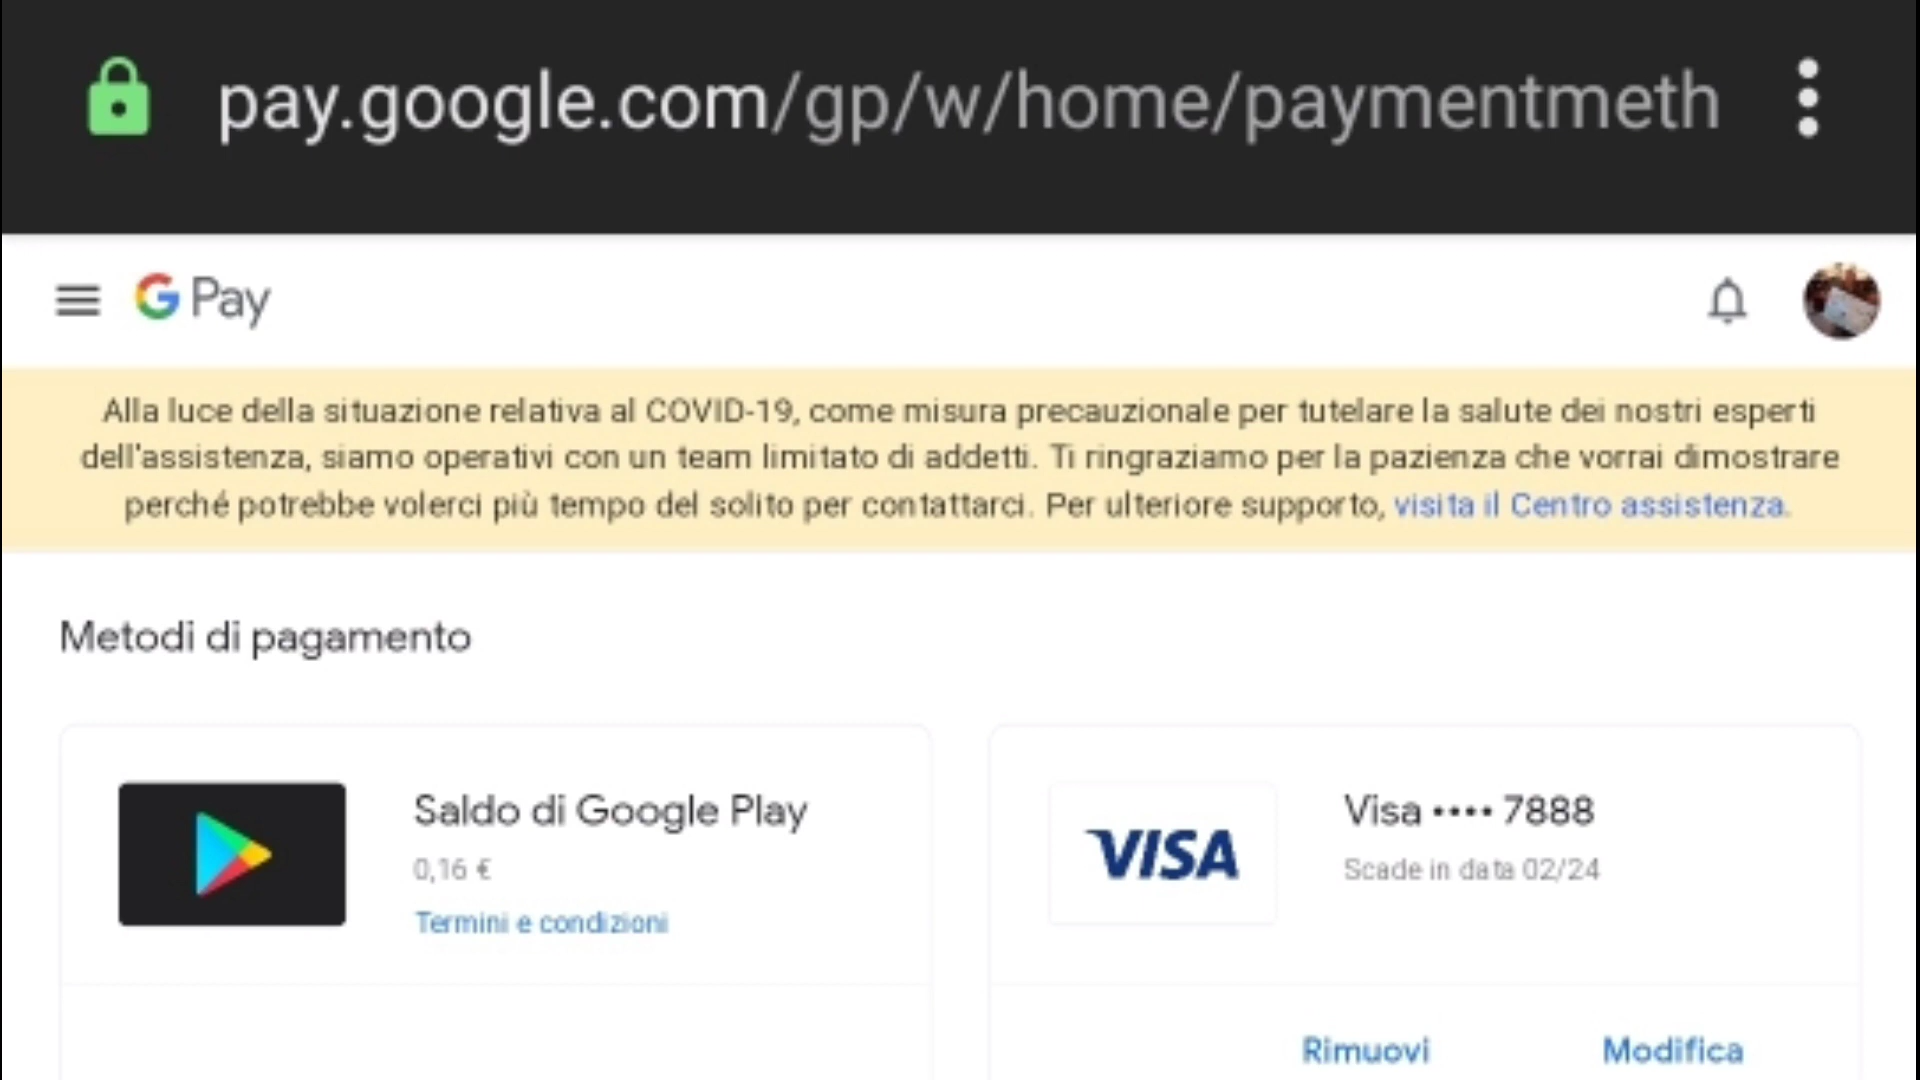 pay.google.com/gp/w/home/paymentmeth
G Pay
Alla luce della situazione relativa al COVID-19, come misura precauzionale per tutelare la salute dei nostri esperti
dell'assistenza, siamo operativi con un team limitato di addetti. Ti ringraziamo per la pazienza che vorrai dimostrare
perché potrebbe volerci più tempo del solito per contattarci. Per ulteriore supporto, visita il Centro assistenza.
Metodi di pagamento
Saldo di Google Play
0,16 €
Termini e condizioni
VISA
Visa •••• 7888
Scade in data 02/24
Rimuovi
Modifica